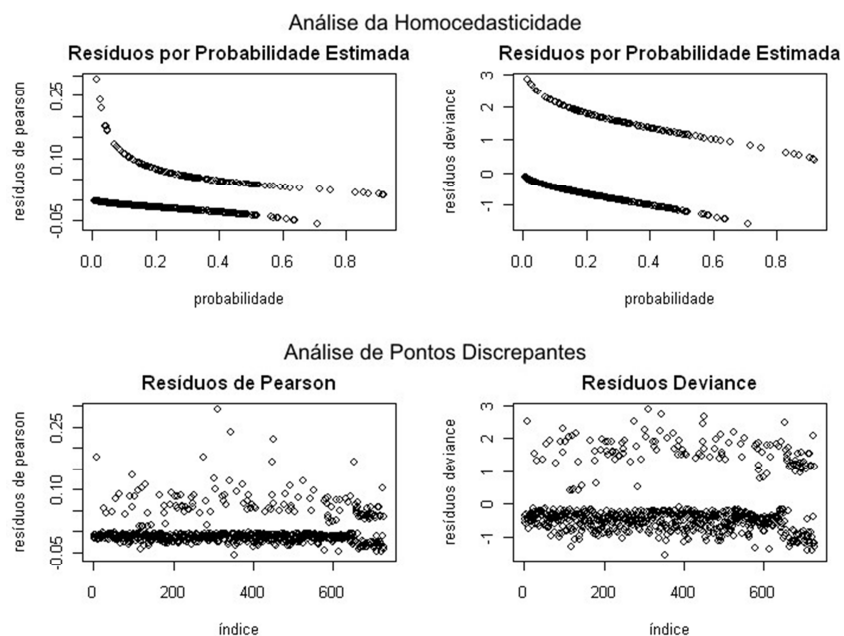 Análise da Homocedasticidade
Resíduos por Probabilidade Estimada
resíduos de pearson
-0.05
0.10
0.25
0.0
0.2
0.4
0.6
0.8
probabilidade
Resíduos por Probabilidade Estimada
resíduos deviance
-1
0
1
2
3
0.0
0.2
0.4
0.6
0.8
probabilidade
Análise de Pontos Discrepantes
Resíduos de Pearson
resíduos de pearson
-0.05
0.10
0.25
0
200
400
600
índice
Resíduos Deviance
resíduos deviance
-1
0
1
2
3
0
200
400
600
índice